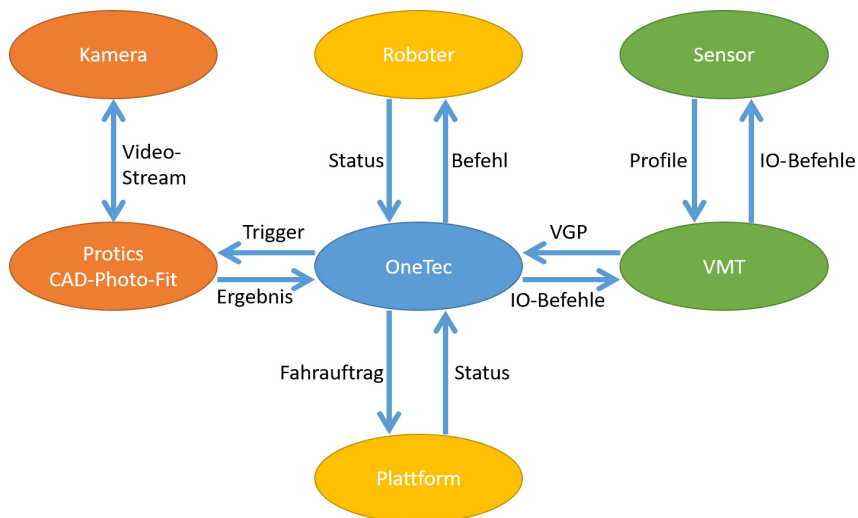 Kamera
Roboter
Sensor
Video-
Stream
Status
Befehl
Profile
IO-Befehle
Trigger
VGP
Protics
CAD-Photo-Fit
OneTec
VMT
Ergebnis
IO-Befehle
Fahrauftrag
Status
Plattform